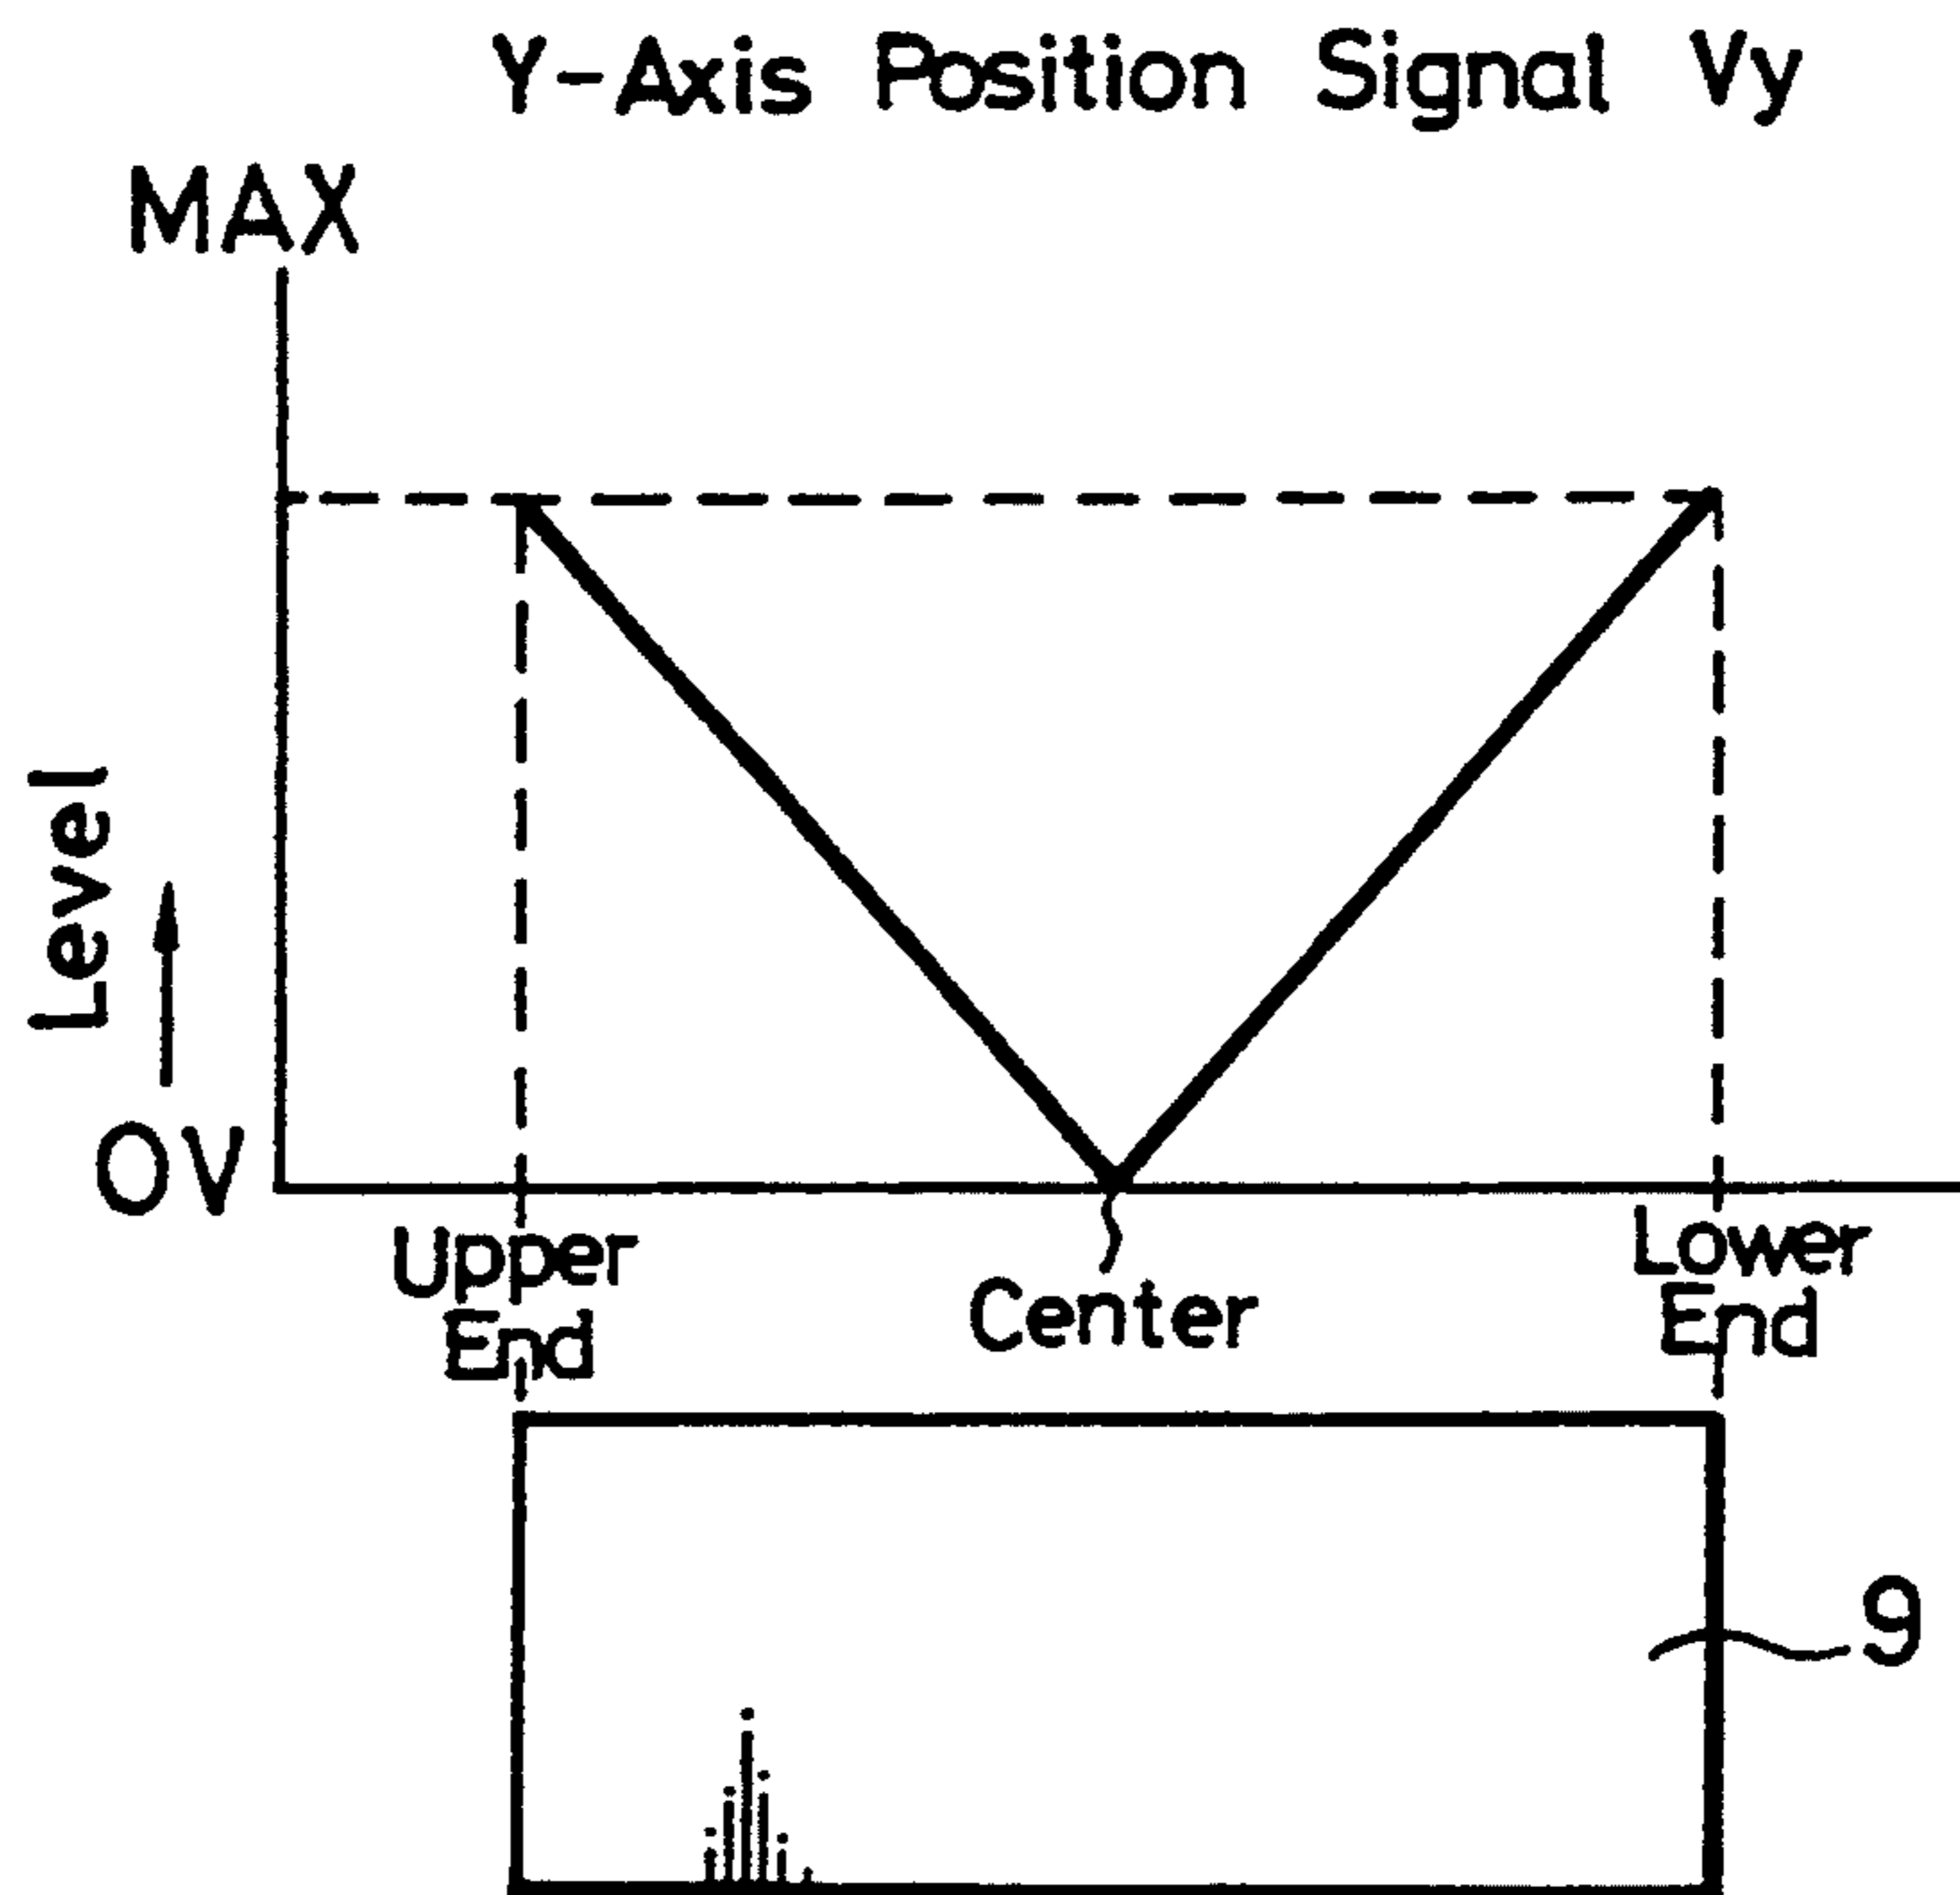 Y-Axis Position Signal Vy
MAX
Level
OV
Upper
End
Center
Lower
End
9